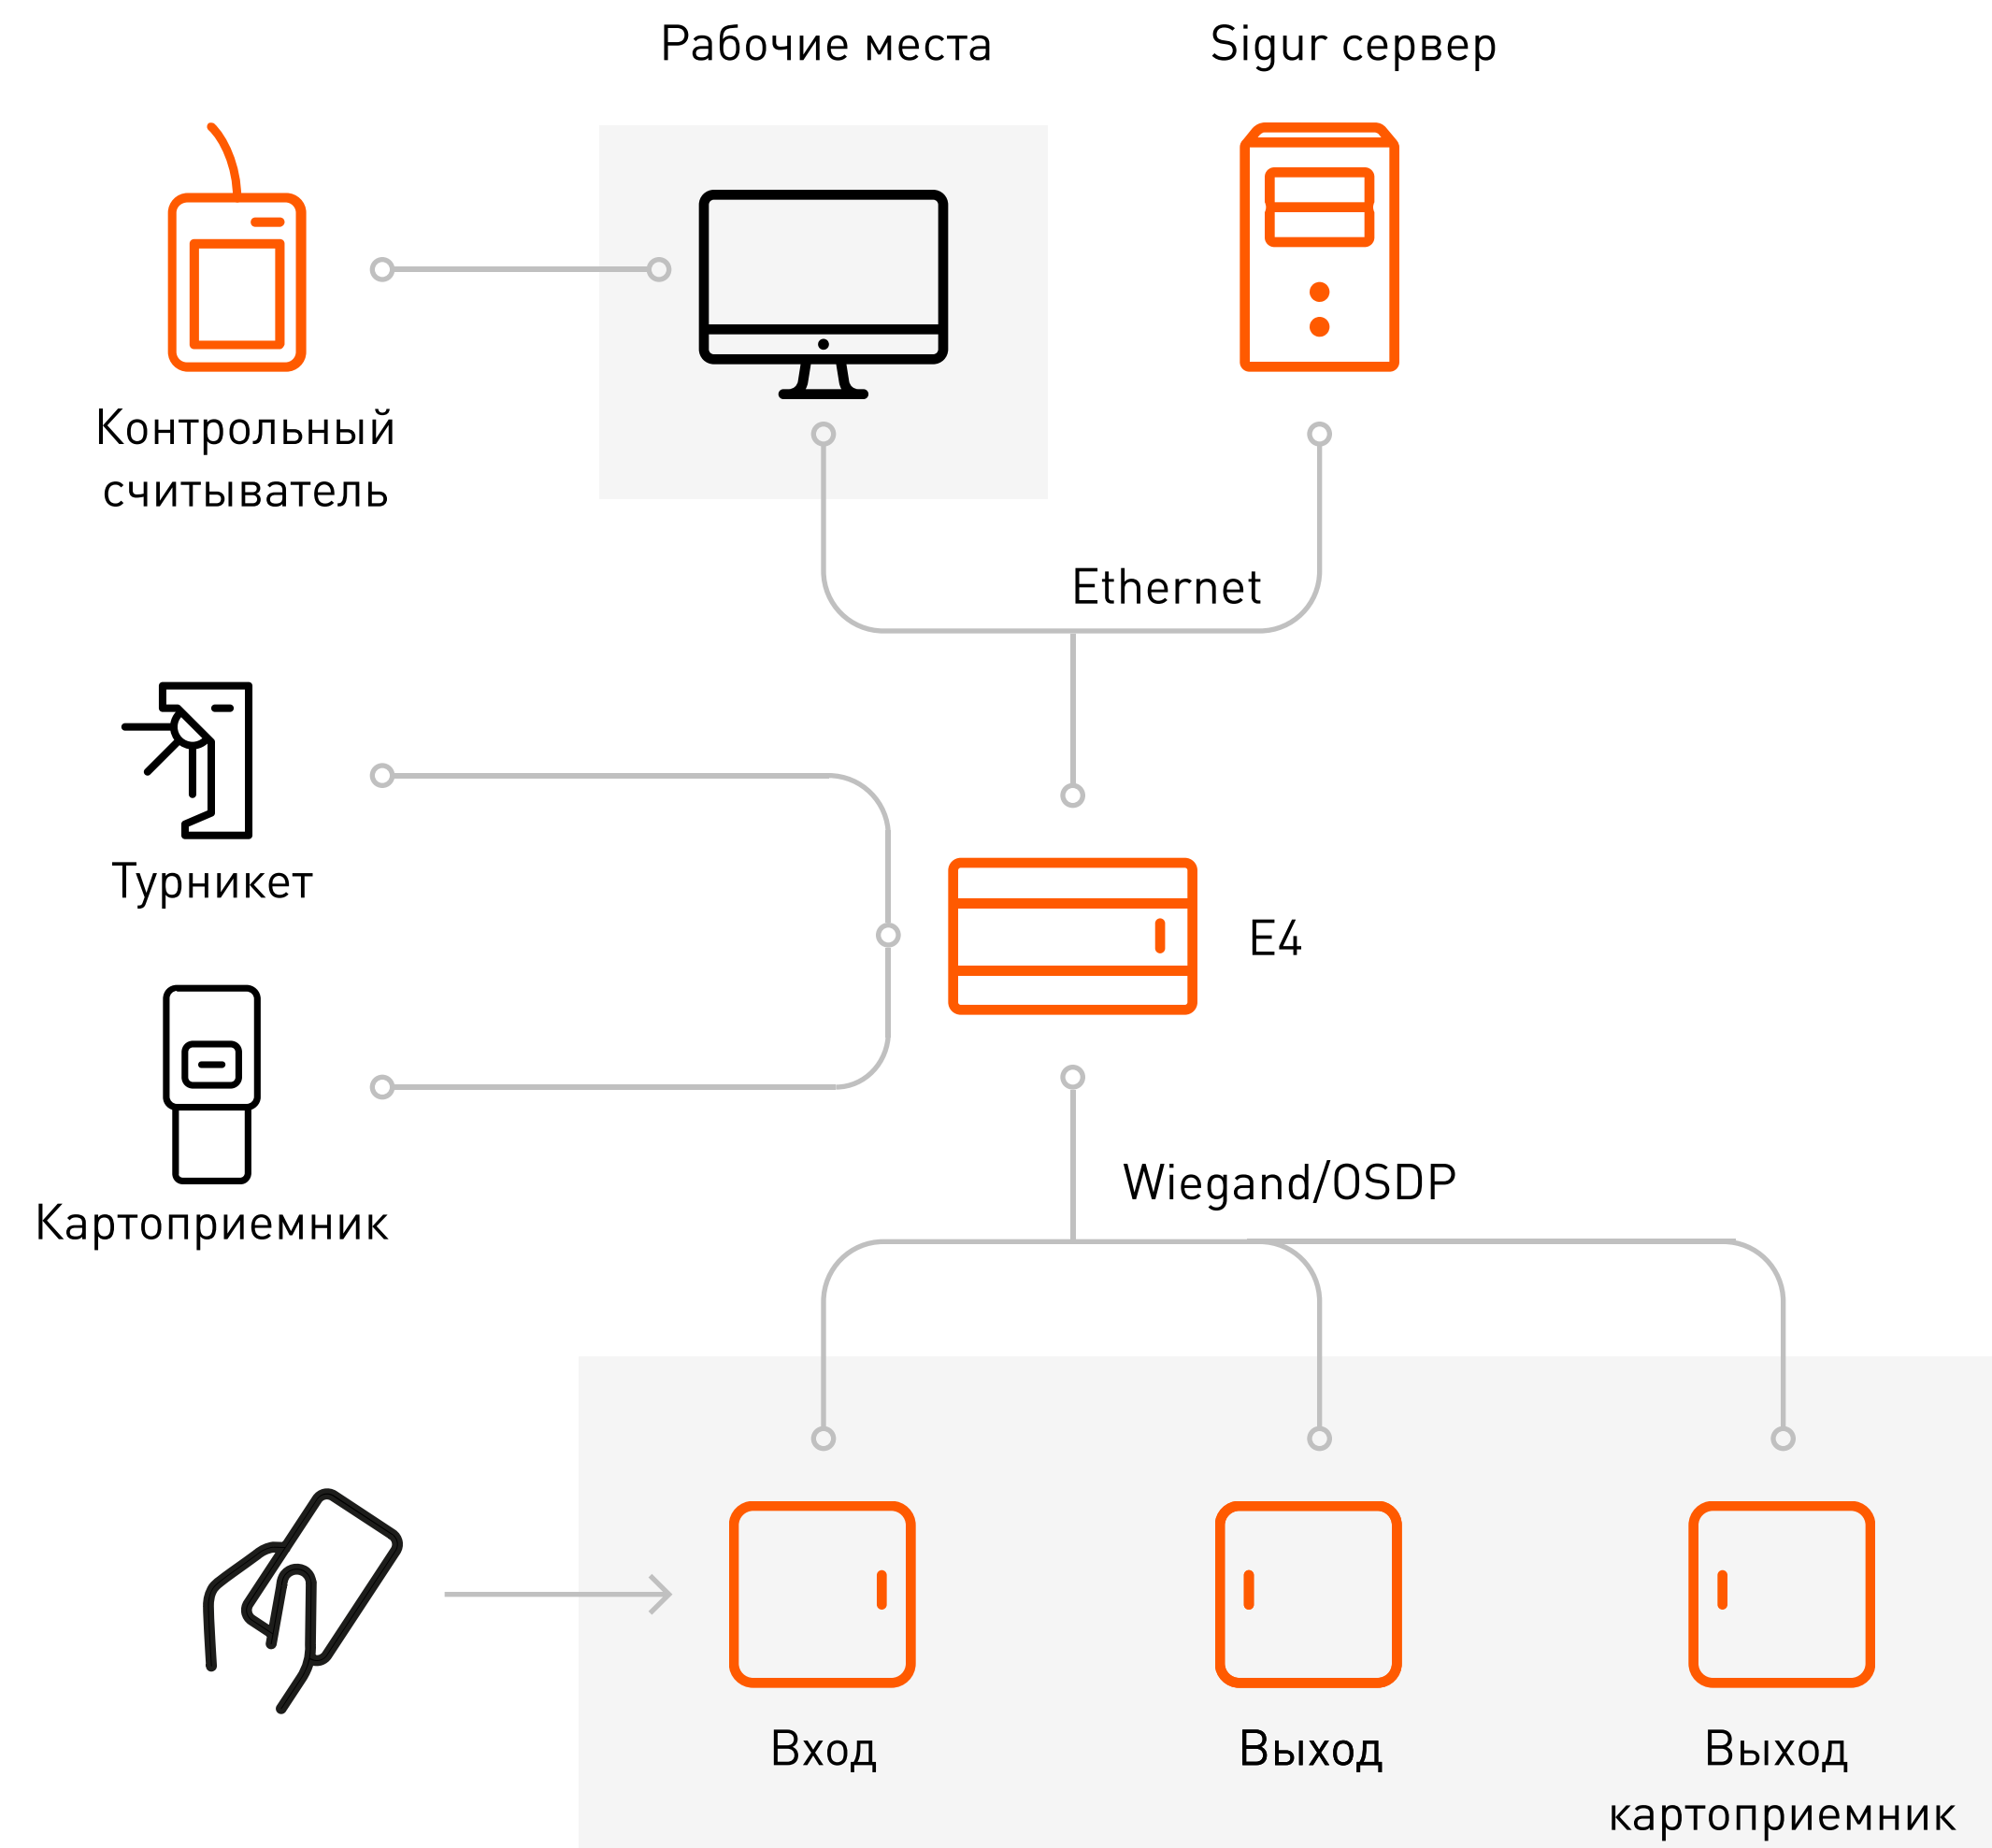 Рабочие места
Sigur сервер
Контрольный
считыватель
Ethernet
Турникет
E4
Картоприемник
Wiegand/OSDP
Вход
Выход
Выход
картоприемник